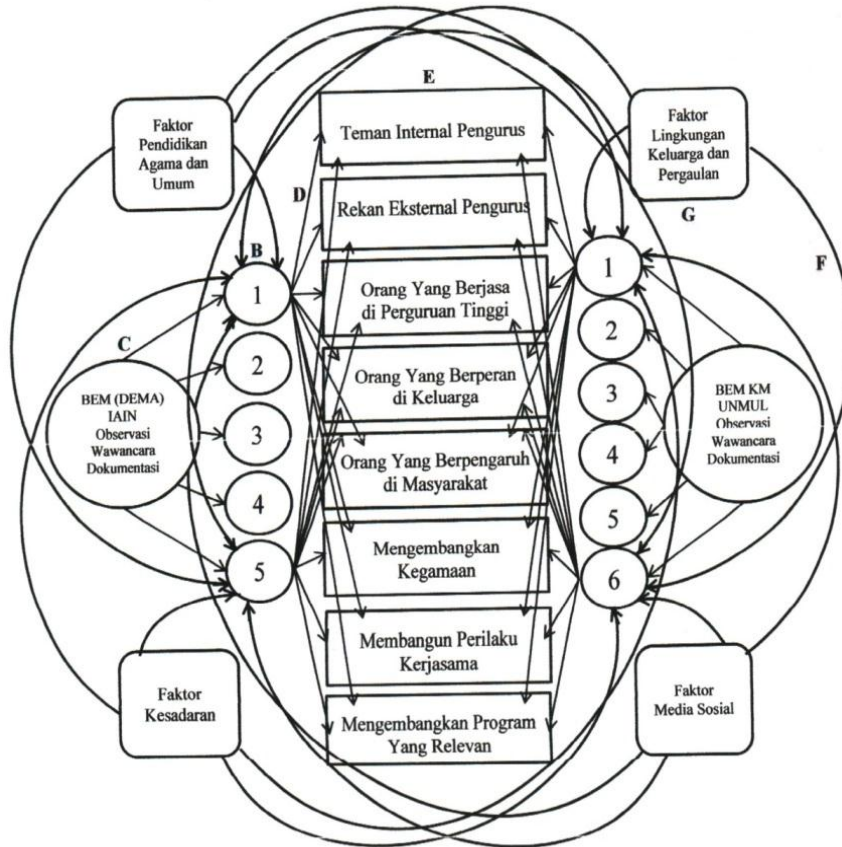 E
Faktor
Pendidikan
Agama dan
Umum
Teman Internal Pengurus
Faktor
Lingkungan
Keluarga dan
Pergaulan
D
Rekan Eksternal Pengurus
G
B
F
1
Orang Yang Berjasa
di Perguruan Tinggi
1
C
2
Orang Yang Berperan
di Keluarga
2
BEM (DEMA)
IAIN
Observasi
Wawancara
Dokumentasi
3
Orang Yang Berpengaruh
di Masyarakat
3
BEM KM
UNMUL
Observasi
Wawancara
Dokumentasi
4
4
5
Mengembangkan
Kegamaan
5
6
Membangun Perilaku
Kerjasama
Faktor
Kesadaran
Mengembangkan Program
Yang Relevan
Faktor
Media Sosial